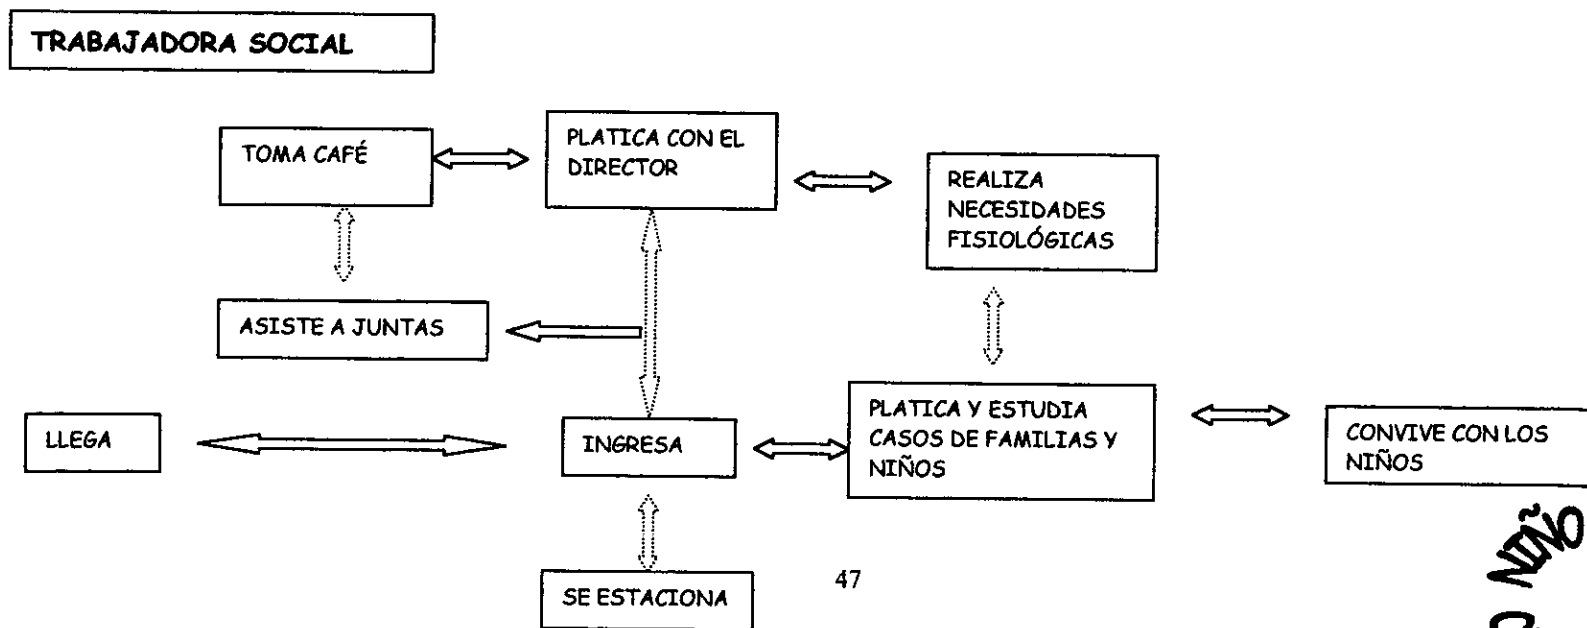 TRABAJADORA SOCIAL
TOMA CAFÉ
PLATICA CON EL
DIRECTOR
REALIZA
NECESIDADES
FISIOLÓGICAS
ASISTE A JUNTAS
LLEGA
INGRESA
PLATICA Y ESTUDIA
CASOS DE FAMILIAS Y
NIÑOS
CONVIVE CON LOS
NIÑOS
SE ESTACIONA
47
NIÑO